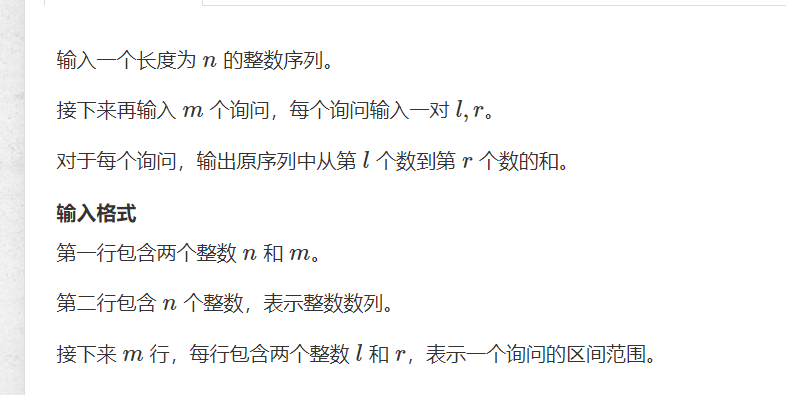 输入一个长度为 n 的整数序列。
接下来再输入 m 个询问，每个询问输入一对 l, r。
对于每个询问，输出原序列中从第 l 个数到第 r 个数的和。
输入格式
第一行包含两个整数 n 和 m。
第二行包含 n 个整数，表示整数数列。
接下来 m 行，每行包含两个整数 l 和 r，表示一个询问的区间范围。